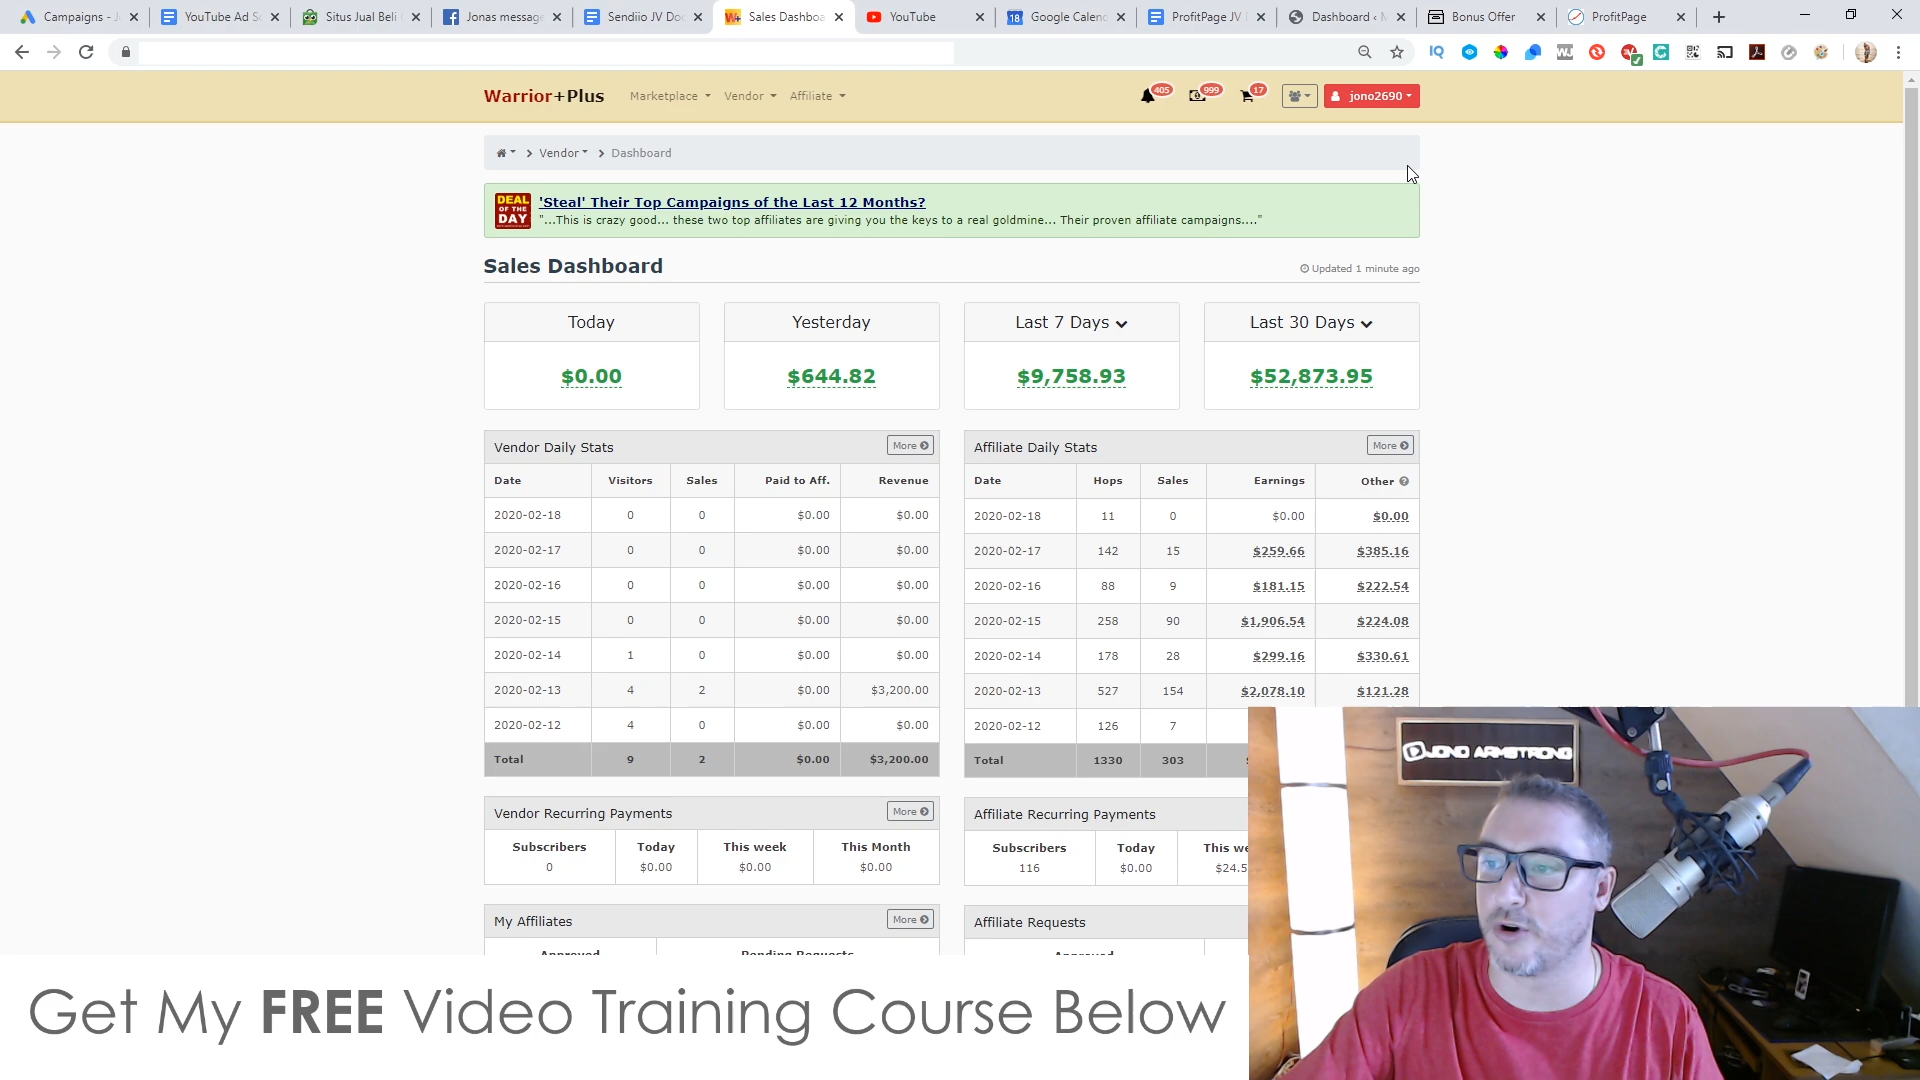 Campaigns - J
YouTube Ad Sc
Situs Jual Beli
Jonas message
Sendiio JV Doc
Sales Dashboa
YouTube
Google Calend
ProfitPage JV
Dashboard ‹ M
Bonus Offer
ProfitPage
Warrior+Plus
Marketplace
Vendor
Affiliate
405
999
17
jono2690
Vendor
Dashboard
DEAL OF THE DAY
'Steal' Their Top Campaigns of the Last 12 Months?
"...This is crazy good... these two top affiliates are giving you the keys to a real goldmine... Their proven affiliate campaigns...."
Sales Dashboard
Updated 1 minute ago
Today
Yesterday
Last 7 Days
Last 30 Days
$0.00
$644.82
$9,758.93
$52,873.95
Vendor Daily Stats
More
Date Visitors Sales Paid to Aff. Revenue
2020-02-18 0 0 $0.00 $0.00
2020-02-17 0 0 $0.00 $0.00
2020-02-16 0 0 $0.00 $0.00
2020-02-15 0 0 $0.00 $0.00
2020-02-14 1 0 $0.00 $0.00
2020-02-13 4 2 $0.00 $3,200.00
2020-02-12 4 0 $0.00 $0.00
Total 9 2 $0.00 $3,200.00
Affiliate Daily Stats
More
Date Hops Sales Earnings Other
2020-02-18 11 0 $0.00 $0.00
2020-02-17 142 15 $259.66 $385.16
2020-02-16 88 9 $181.15 $222.54
2020-02-15 258 90 $1,906.54 $224.08
2020-02-14 178 28 $299.16 $330.61
2020-02-13 527 154 $2,078.10 $121.28
2020-02-12 126 7
Total 1330 303
Vendor Recurring Payments
More
Subscribers Today This week This Month
0 $0.00 $0.00 $0.00
Affiliate Recurring Payments
Subscribers Today This we
116 $0.00 $24.5
My Affiliates
More
Approved Pending Requests
Affiliate Requests
Approved
JONO ARMSTRONG
Get My FREE Video Training Course Below